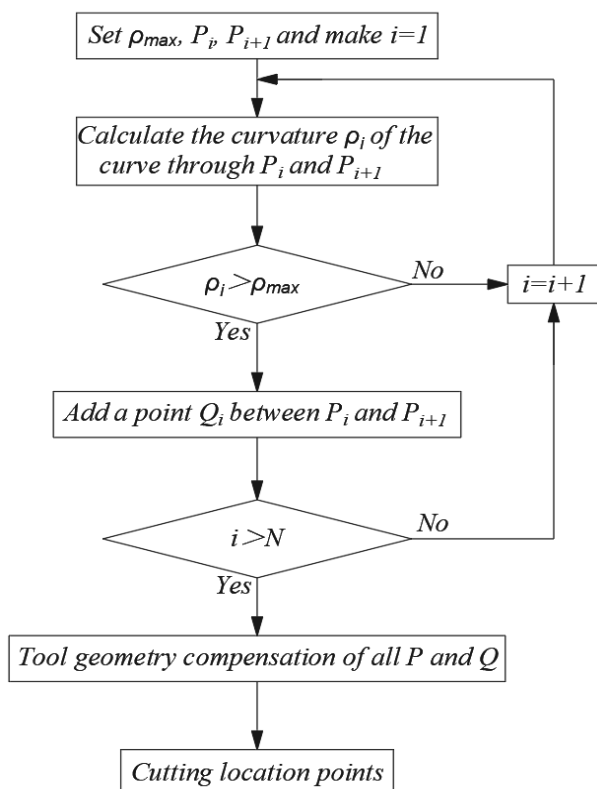 Set ρmax, Pi, Pi+1 and make i=1
Calculate the curvature ρi of the
curve through Pi and Pi+1
ρi>ρmax
No
i=i+1
Yes
Add a point Qi between Pi and Pi+1
i>N
No
Yes
Tool geometry compensation of all P and Q
Cutting location points